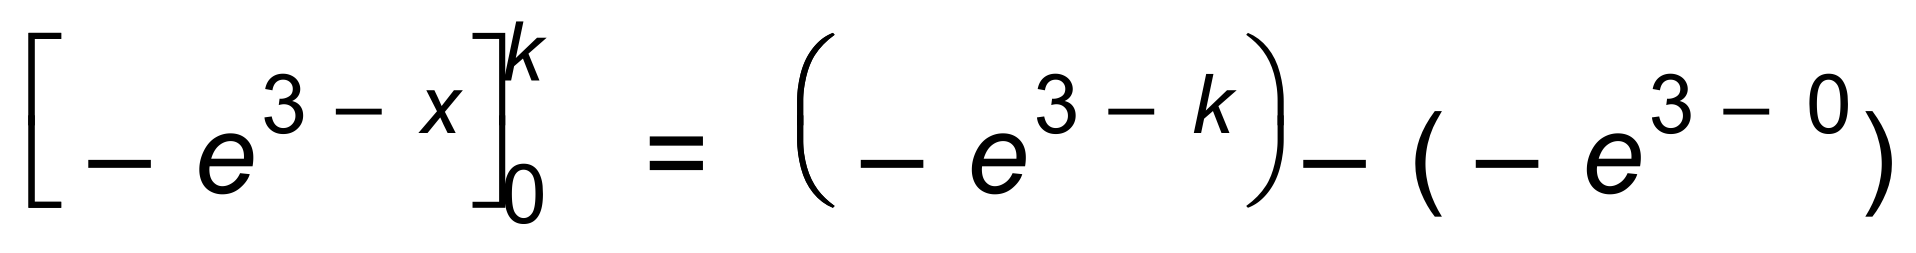 [− e^{3 − x}]_0^k = (− e^{3 − k}) − (− e^{3 − 0})